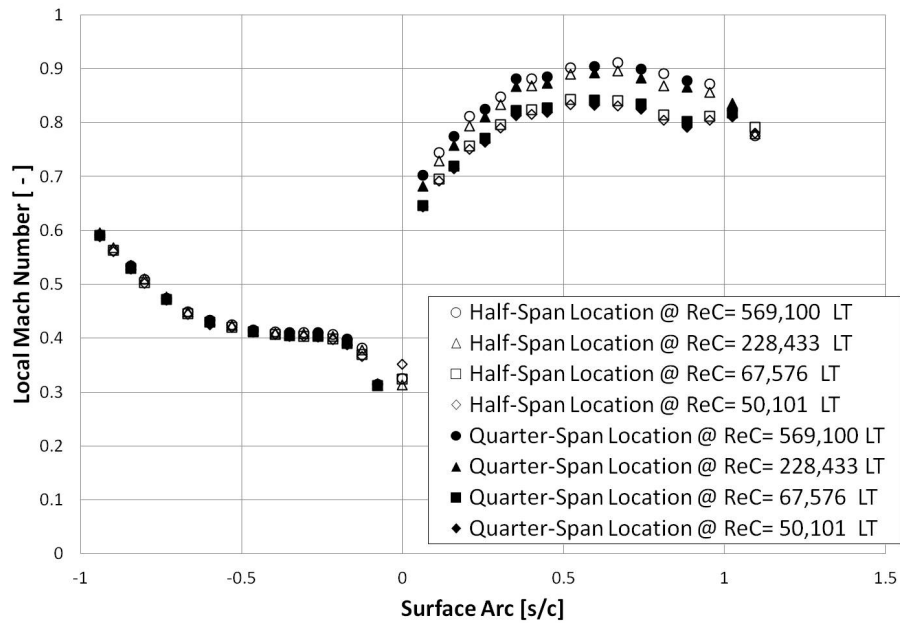 1
0.9
0.8
0.7
0.6
0.5
0.4
0.3
0.2
0.1
0
Local Mach Number [ - ]
-1
-0.5
0
0.5
1
1.5
Surface Arc [s/c]
Half-Span Location @ ReC= 569,100 LT
Half-Span Location @ ReC= 228,433 LT
Half-Span Location @ ReC= 67,576 LT
Half-Span Location @ ReC= 50,101 LT
Quarter-Span Location @ ReC= 569,100 LT
Quarter-Span Location @ ReC= 228,433 LT
Quarter-Span Location @ ReC= 67,576 LT
Quarter-Span Location @ ReC= 50,101 LT